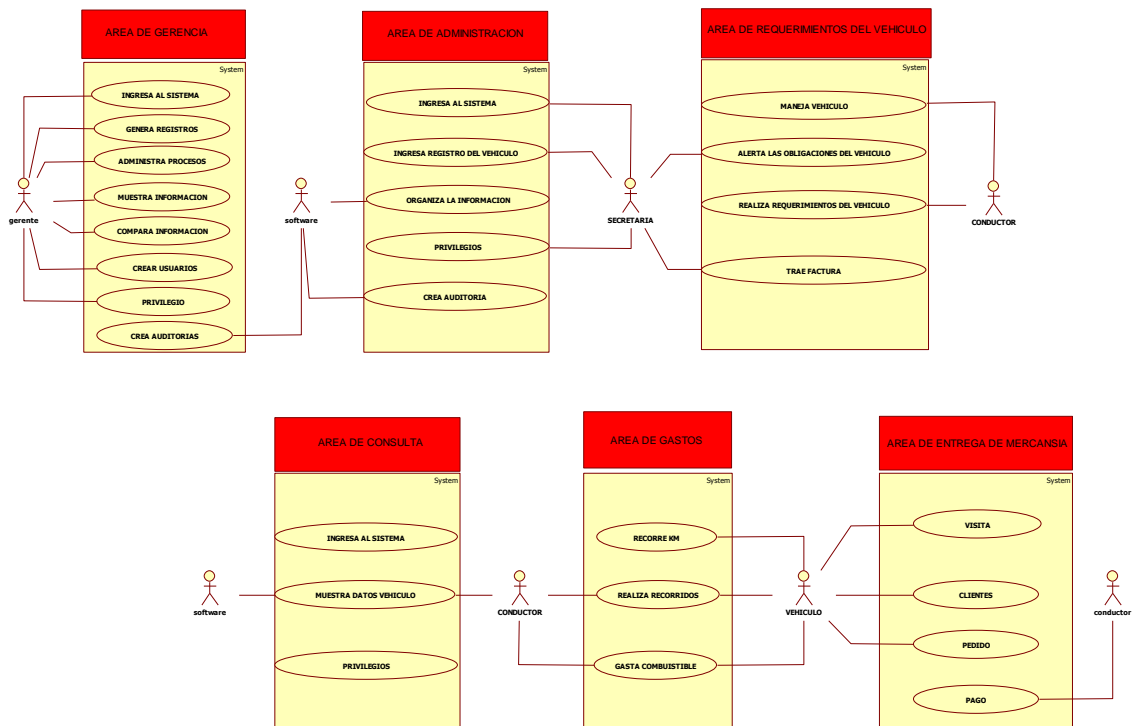 AREA DE GERENCIA
System
INGRESA AL SISTEMA
GENERA REGISTROS
ADMINISTRA PROCESOS
MUESTRA INFORMACION
COMPARA INFORMACION
CREAR USUARIOS
PRIVILEGIO
CREA AUDITORIAS
gerente
software
AREA DE ADMINISTRACION
System
INGRESA AL SISTEMA
INGRESA REGISTRO DEL VEHICULO
ORGANIZA LA INFORMACION
PRIVILEGIOS
CREA AUDITORIA
SECRETARIA
AREA DE REQUERIMIENTOS DEL VEHICULO
System
MANEJA VEHICULO
ALERTA LAS OBLIGACIONES DEL VEHICULO
REALIZA REQUERIMIENTOS DEL VEHICULO
TRAE FACTURA
CONDUCTOR
AREA DE CONSULTA
System
INGRESA AL SISTEMA
MUESTRA DATOS VEHICULO
PRIVILEGIOS
software
CONDUCTOR
AREA DE GASTOS
System
RECORRE KM
REALIZA RECORRIDOS
GASTA COMBUISTIBLE
VEHICULO
AREA DE ENTREGA DE MERCANSIA
System
VISITA
CLIENTES
PEDIDO
PAGO
conductor